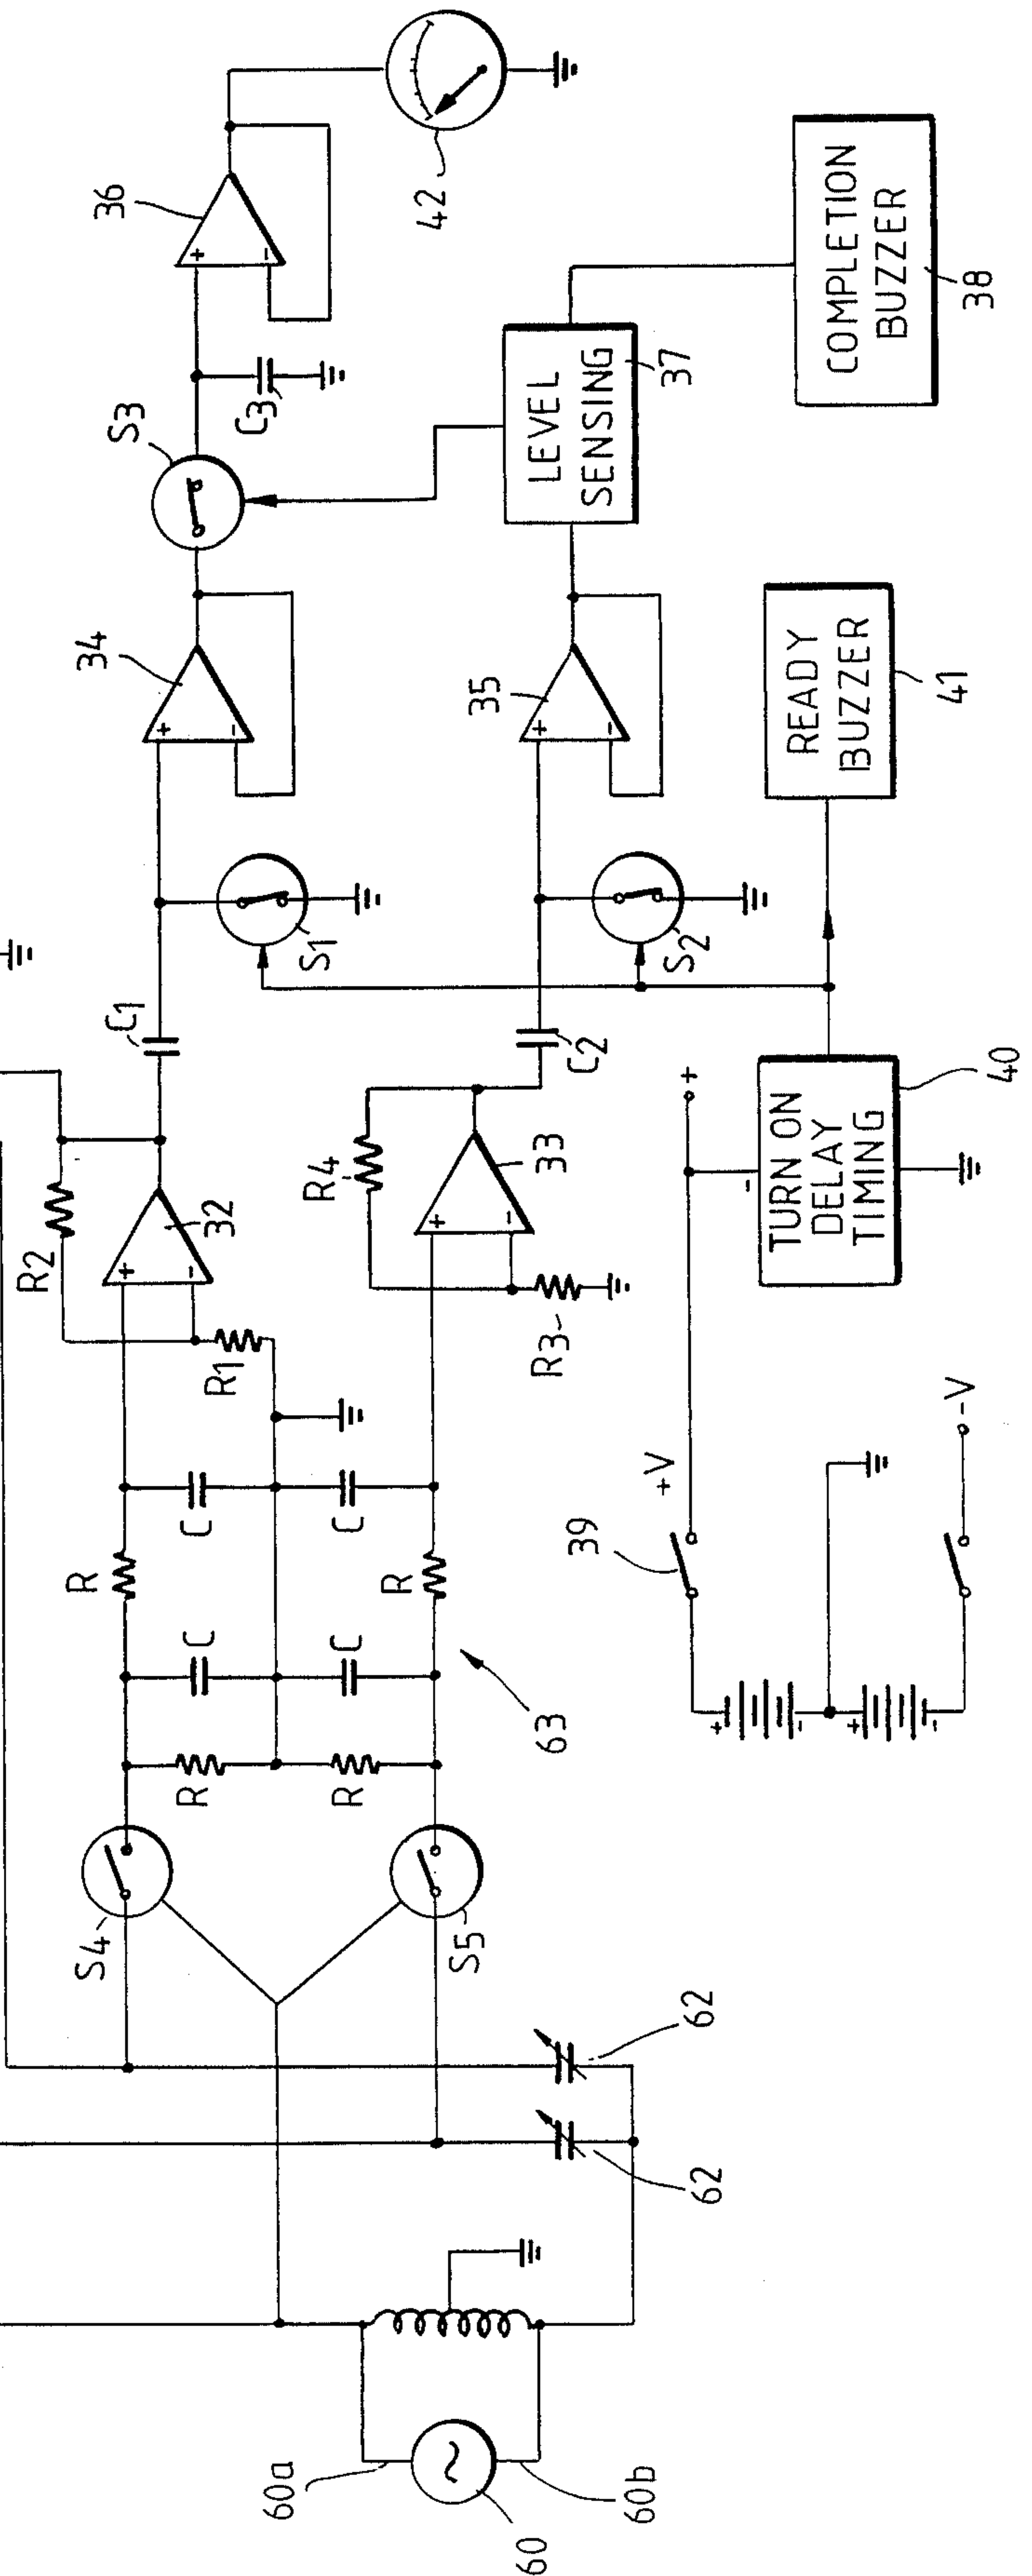 36
42
S3
C3
LEVEL
SENSING
37
COMPLETION
BUZZER
38
34
35
READY
BUZZER
41
S1
S2
C1
C2
R2
32
R1
R4
33
R3
+
-
TURN ON
DELAY
TIMING
40
R
C
C
R
R
C
C
R
R
63
39
+V
-V
S4
S5
62
62
60a
60
60b